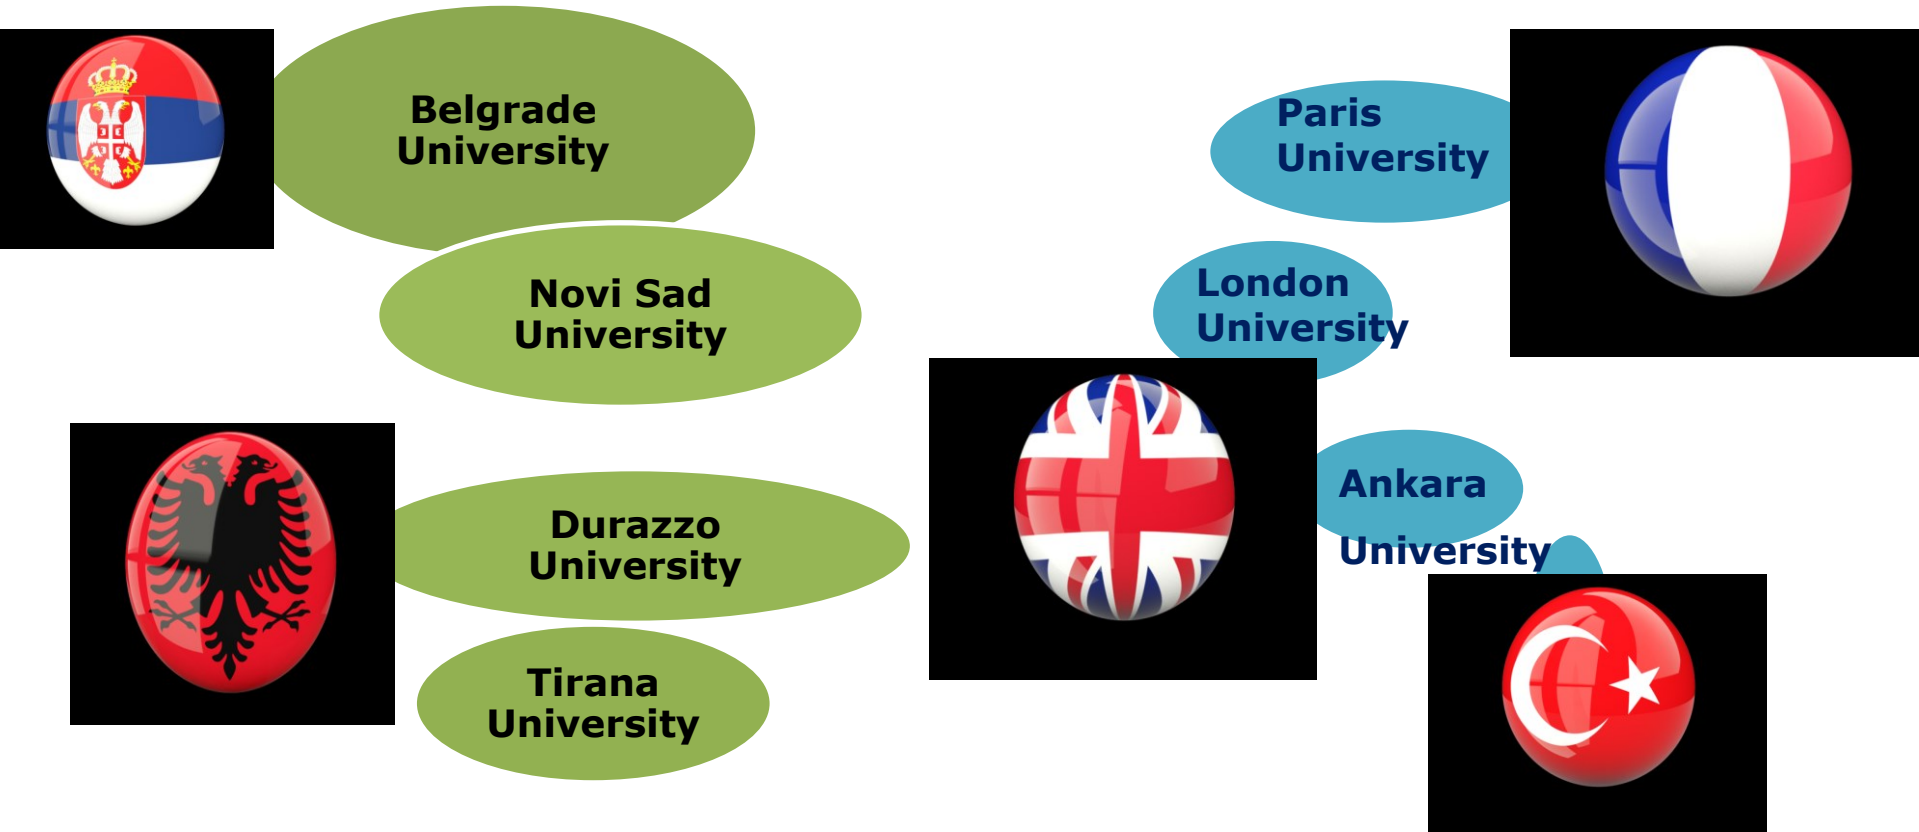 Belgrade
University
Novi Sad
University
Durazzo
University
Tirana
University
Paris
University
London
University
Ankara
University